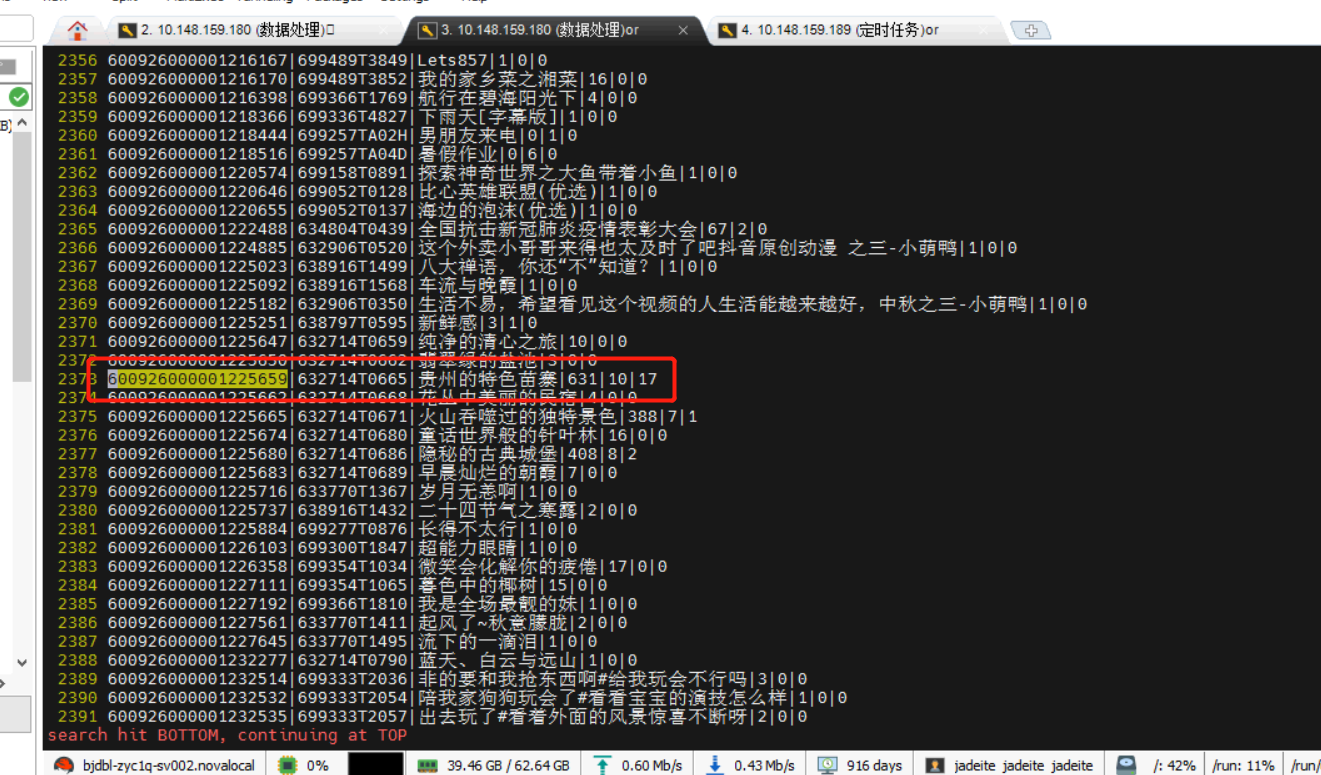 2. 10.148.159.180 (数据处理)
3. 10.148.159.180 (数据处理)or
4. 10.148.159.189 (定时任务)or
2356 600926000001216167|699489T3849|Lets857|1|0|0
2357 600926000001216170|699489T3852|我的家乡菜之湘菜|16|0|0
2358 600926000001216398|699366T1769|航行在碧海阳光下|4|0|0
2359 600926000001218366|699336T4827|下雨天[字幕版]|1|0|0
2360 600926000001218444|699257TA02H|男朋友来电|0|1|0
2361 600926000001218516|699257TA04D|暑假作业|0|6|0
2362 600926000001220574|699158T0891|探索神奇世界之大鱼带着小鱼|1|0|0
2363 600926000001220646|699052T0128|比心英雄联盟(优选)|1|0|0
2364 600926000001220655|699052T0137|海边的泡沫(优选)|1|0|0
2365 600926000001222488|634804T0439|全国抗击新冠肺炎疫情表彰大会|67|2|0
2366 600926000001224885|632906T0520|这个外卖小哥哥来得也太及时了吧抖音原创动漫 之三-小萌鸭|1|0|0
2367 600926000001225023|638916T1499|八大禅语，你还“不”知道？|1|0|0
2368 600926000001225092|638916T1568|车流与晚霞|1|0|0
2369 600926000001225182|632906T0350|生活不易，希望看见这个视频的人生活能越来越好，中秋之三-小萌鸭|1|0|0
2370 600926000001225251|638797T0595|新鲜感|3|1|0
2371 600926000001225647|632714T0659|纯净的清心之旅|10|0|0
2372 600926000001225656|632714T0662|翡翠绿的盐池|3|0|0
2373 600926000001225659|632714T0665|贵州的特色苗寨|631|10|17
2374 600926000001225662|632714T0668|花丛中美丽的民宿|4|0|0
2375 600926000001225665|632714T0671|火山吞噬过的独特景色|388|7|1
2376 600926000001225674|632714T0680|童话世界般的针叶林|16|0|0
2377 600926000001225680|632714T0686|隐秘的古典城堡|408|8|2
2378 600926000001225683|632714T0689|早晨灿烂的朝霞|7|0|0
2379 600926000001225716|633770T1367|岁月无恙啊|1|0|0
2380 600926000001225737|638916T1432|二十四节气之寒露|2|0|0
2381 600926000001225884|699277T0876|长得不太行|1|0|0
2382 600926000001226103|699300T1847|超能力眼睛|1|0|0
2383 600926000001226358|699354T1034|微笑会化解你的疲倦|17|0|0
2384 600926000001227111|699354T1065|暮色中的椰树|15|0|0
2385 600926000001227192|699366T1810|我是全场最靓的妹|1|0|0
2386 600926000001227561|633770T1411|起风了~秋意朦胧|2|0|0
2387 600926000001227645|633770T1495|流下的一滴泪|1|0|0
2388 600926000001232277|632714T0790|蓝天、白云与远山|1|0|0
2389 600926000001232514|699333T2036|非的要和我抢东西啊#给我玩会不行吗|3|0|0
2390 600926000001232532|699333T2054|陪我家狗狗玩会了#看看宝宝的演技怎么样|1|0|0
2391 600926000001232535|699333T2057|出去玩了#看着外面的风景惊喜不断呀|2|0|0
search hit BOTTOM, continuing at TOP
bjdbl-zyc1q-sv002.novalocal 0% 39.46 GB / 62.64 GB 0.60 Mb/s 0.43 Mb/s 916 days jadeite jadeite jadeite /: 42% /run: 11% /run/